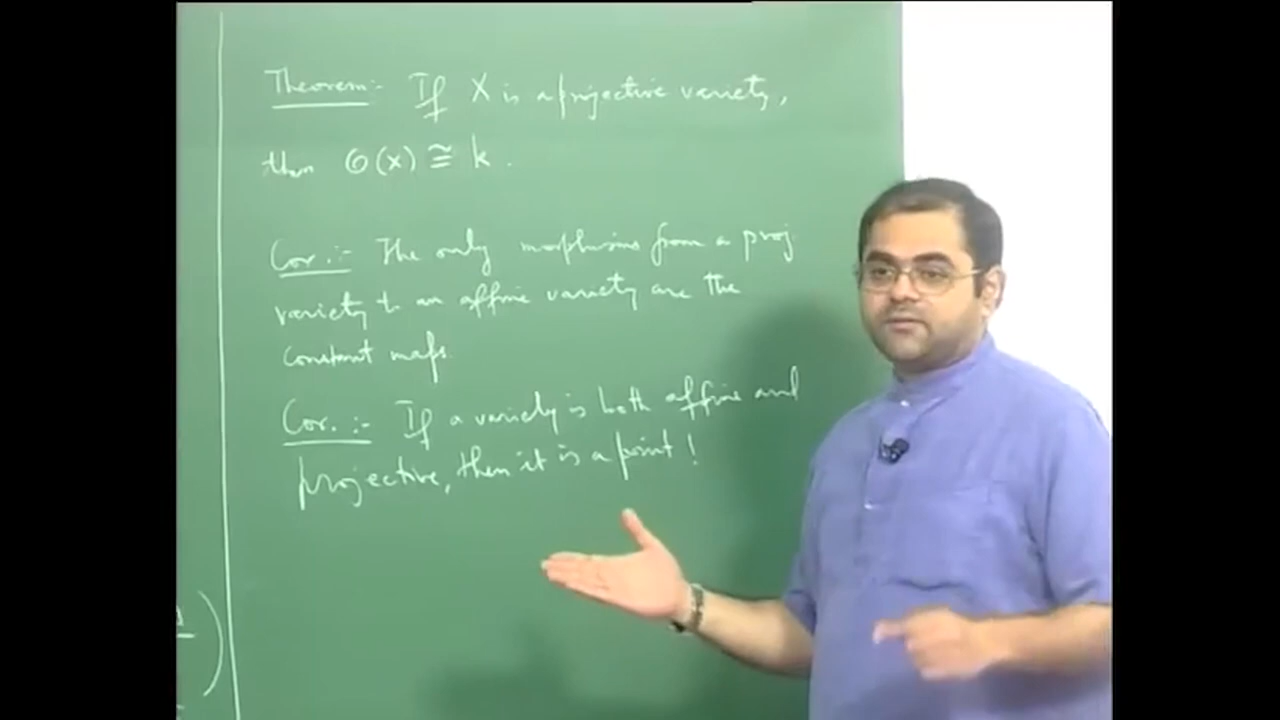 Theorem:- If X is a projective variety,
then O(X) ≅ k.
Cor.:- The only morphisms from a proj.
variety to an affine variety are the
constant maps.
Cor.:- If a variety is both affine and
projective, then it is a point!